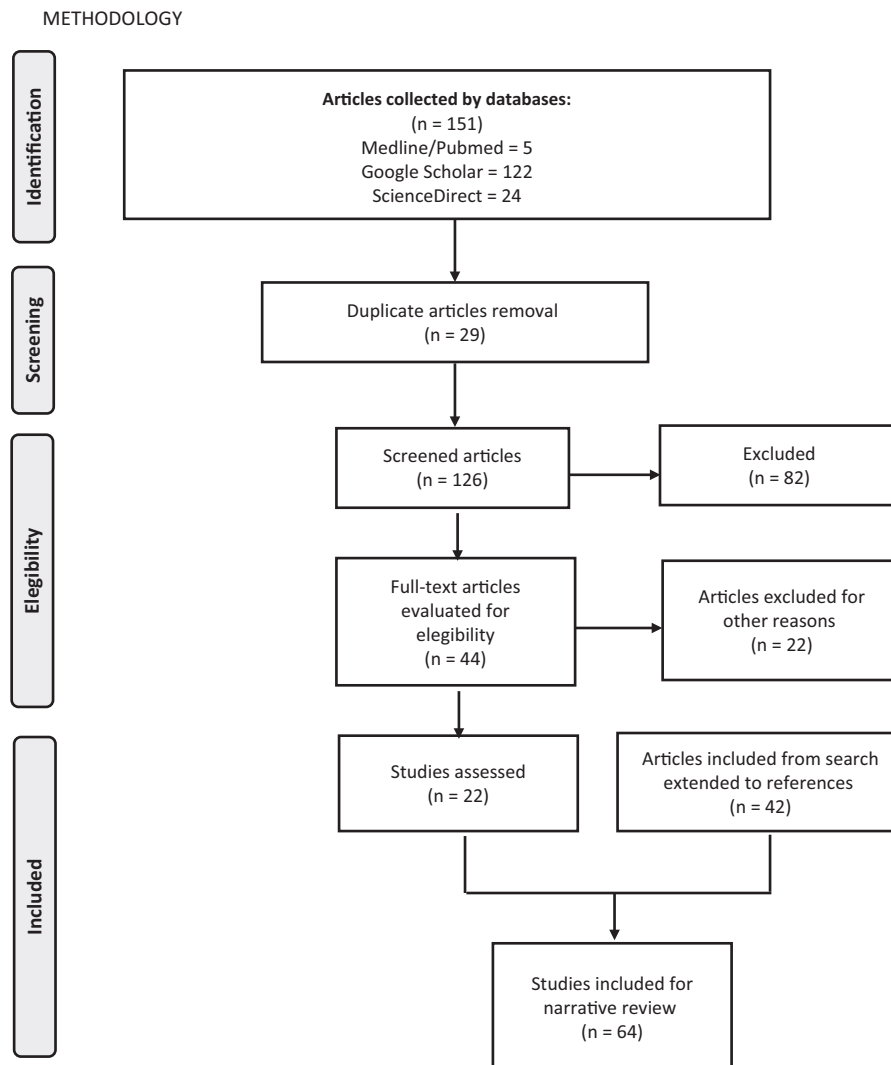 METHODOLOGY
Identification
Articles collected by databases:
(n = 151)
Medline/Pubmed = 5
Google Scholar = 122
ScienceDirect = 24
Screening
Duplicate articles removal
(n = 29)
Elegibility
Screened articles
(n = 126)
Excluded
(n = 82)
Full-text articles
evaluated for
elegibility
(n = 44)
Articles excluded for
other reasons
(n = 22)
Included
Studies assessed
(n = 22)
Articles included from search
extended to references
(n = 42)
Studies included for
narrative review
(n = 64)